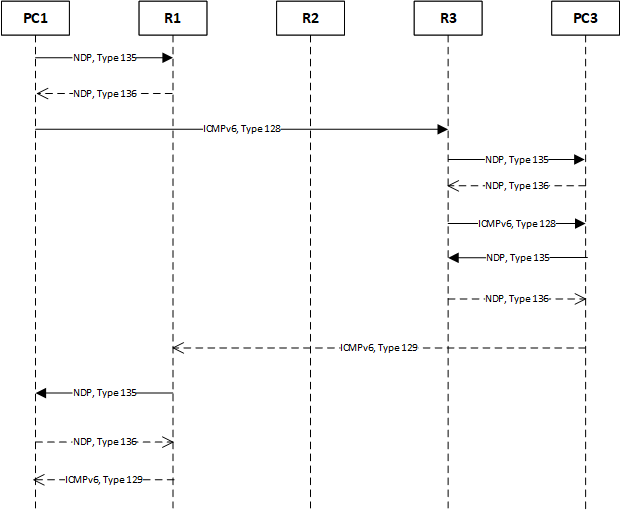 PC1 R1 R2 R3 PC3
NDP, Type 135
NDP, Type 136
ICMPv6, Type 128
NDP, Type 135
NDP, Type 136
ICMPv6, Type 128
NDP, Type 135
NDP, Type 136
ICMPv6, Type 129
NDP, Type 135
NDP, Type 136
ICMPv6, Type 129